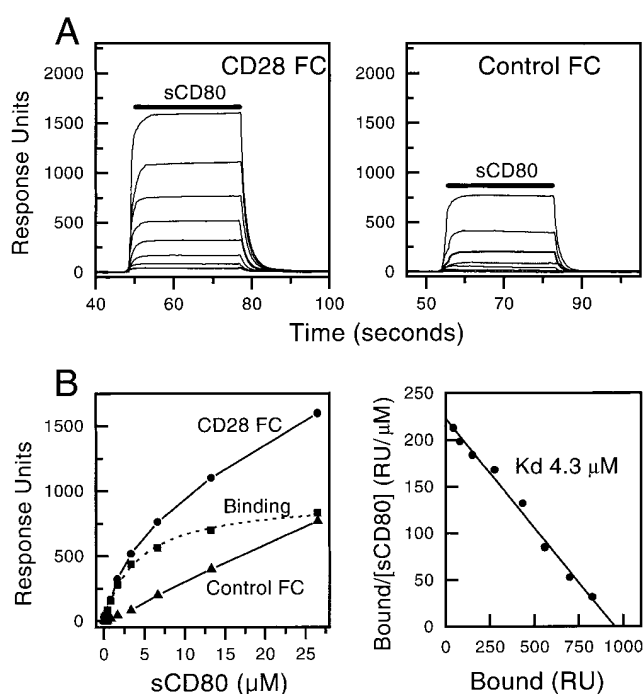 A
CD28 FC
Control FC
sCD80
sCD80
Response Units
2000
1500
1000
500
0
2000
1500
1000
500
0
40 60 80 100
50 70 90
Time (seconds)
B
Response Units
1500
1000
500
0
CD28 FC
Binding
Control FC
0 5 10 15 20 25
sCD80 (µM)
Bound/[sCD80] (RU/µM)
250
200
150
100
50
0
Kd 4.3 µM
0 250 500 750 1000
Bound (RU)